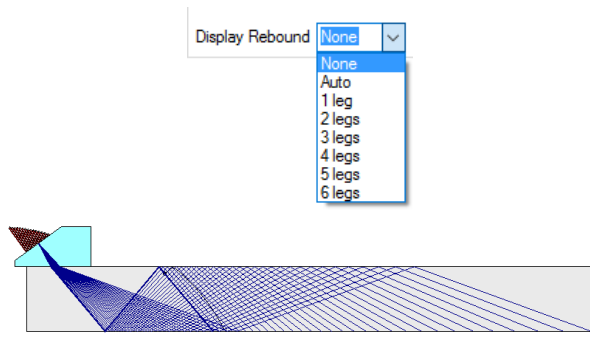 Display Rebound None
None
Auto
1 leg
2 legs
3 legs
4 legs
5 legs
6 legs